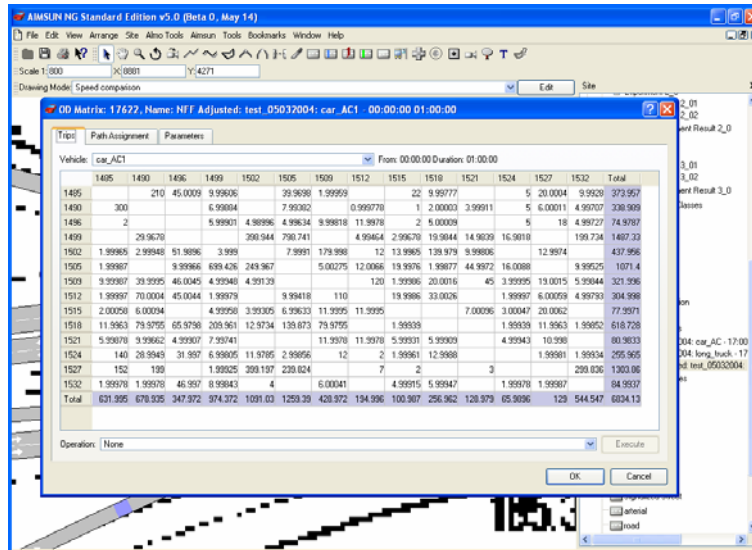 AIMSUN NG Standard Edition v5.0 (Beta 0, May 14)
File Edit View Arrange Site Almo Tools Aimsun Tools Bookmarks Window Help
Scale 1: 800 X: 8881 Y: 4271
Drawing Mode: Speed comparison Edit Site
OD Matrix: 17622, Name: NFF Adjusted: test_05032004: car_AC1 - 00:00:00 01:00:00
Trips Path Assignment Parameters
Vehicle: car_AC1 From: 00:00:00 Duration: 01:00:00
1485 1490 1496 1499 1502 1505 1509 1512 1515 1518 1521 1524 1527 1532 Total
1485 210 45.0009 9.99606 39.9698 1.99959 22 9.99777 5 20.0004 9.9928 373.957
1490 300 6.99884 7.99382 0.999778 1 2.00003 3.99911 5 6.00011 4.99707 338.989
1496 2 5.99901 4.98996 4.99634 9.99818 11.9978 2 5.00009 5 18 4.99727 74.9787
1499 29.9678 398.944 798.741 4.99464 2.99678 19.9844 14.9839 16.9818 199.734 1487.33
1502 1.99965 2.99948 51.9896 3.999 7.9991 179.998 12 13.9965 139.979 9.99806 12.9974 437.956
1505 1.99987 9.99966 699.426 249.967 5.00275 12.0066 19.9976 1.99877 44.9972 16.0088 9.99525 1071.4
1509 9.99987 39.9995 46.0045 4.99948 4.99139 120 1.99986 20.0016 45 3.99995 19.0015 5.99844 321.996
1512 1.99997 70.0004 45.0044 1.99979 9.99418 110 19.9986 33.0026 1.99997 6.00059 4.99793 304.998
1515 2.00058 6.00094 4.99958 3.99305 6.99633 11.9995 11.9995 7.00096 3.00047 20.0062 77.9971
1518 11.9963 79.9755 65.9798 209.961 12.9734 139.873 79.9755 1.99939 1.99939 11.9963 1.99852 618.728
1521 5.99878 9.99662 4.99907 7.99741 11.9978 11.9978 5.99931 5.99909 4.99943 10.998 80.9833
1524 140 28.9949 31.997 6.99805 11.9785 2.99856 12 2 1.99961 12.9988 1.99981 1.99934 255.965
1527 152 199 1.99925 399.197 239.824 7 2 3 299.836 1303.86
1532 1.99978 1.99978 46.997 8.99843 4 6.00041 4.99915 5.99947 1.99978 1.99987 84.9937
Total 631.995 678.935 347.972 974.372 1091.03 1259.39 428.972 194.996 100.987 256.962 128.979 65.9896 129 544.547 6834.13
Operation: None Execute
OK Cancel
arterial
road